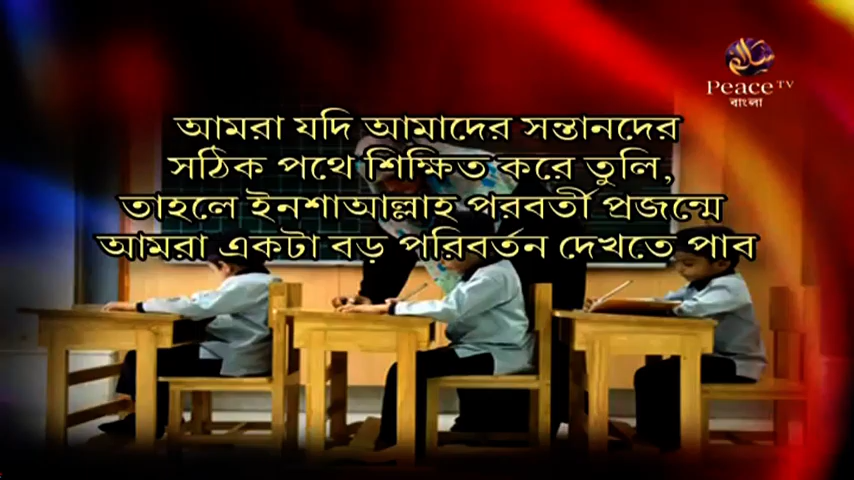 Peace TV
বাংলা
আমরা যদি আমাদের সন্তানদের
সঠিক পথে শিক্ষিত করে তুলি,
তাহলে ইনশাআল্লাহ পরবর্তী প্রজন্মে
আমরা একটা বড় পরিবর্তন দেখতে পাব